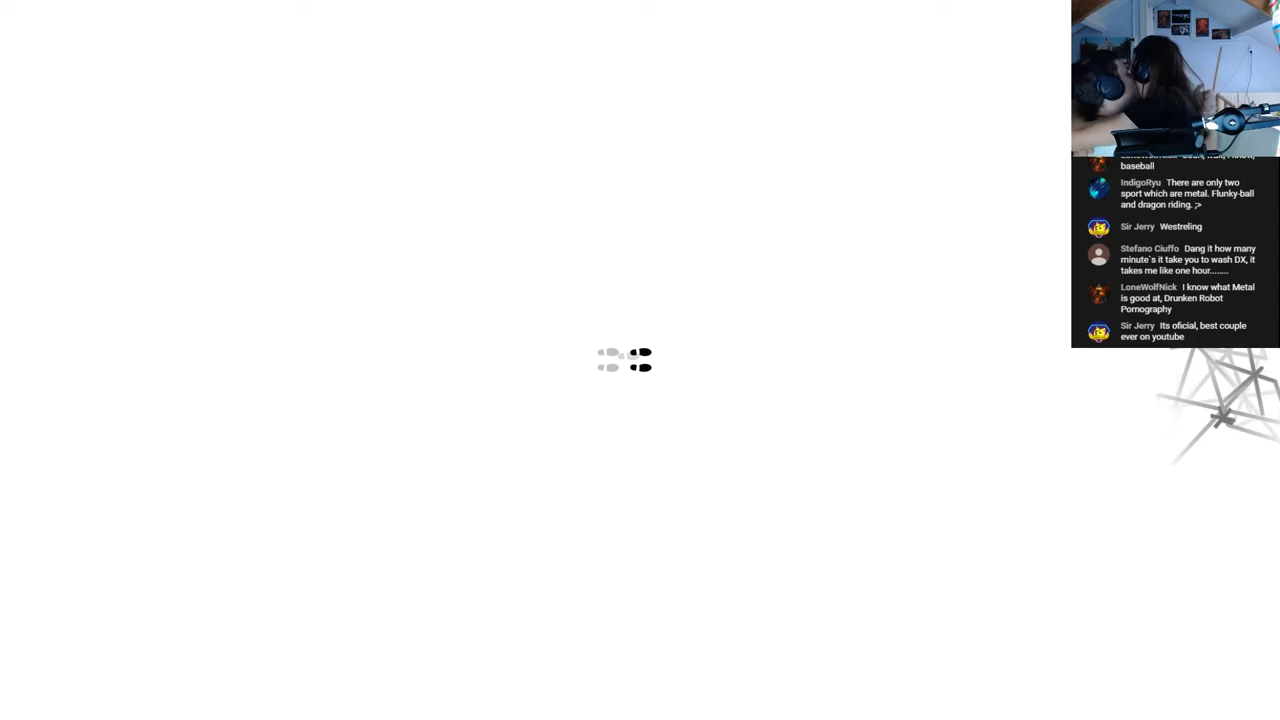 baseball
IndigoRyu There are only two
sport which are metal. Flunky-ball
and dragon riding. ;>
Sir Jerry Westreling
Stefano Ciuffo Dang it how many
minute`s it take you to wash DX, it
takes me like one hour........
LoneWolfNick I know what Metal
is good at, Drunken Robot
Pornography
Sir Jerry Its oficial, best couple
ever on youtube